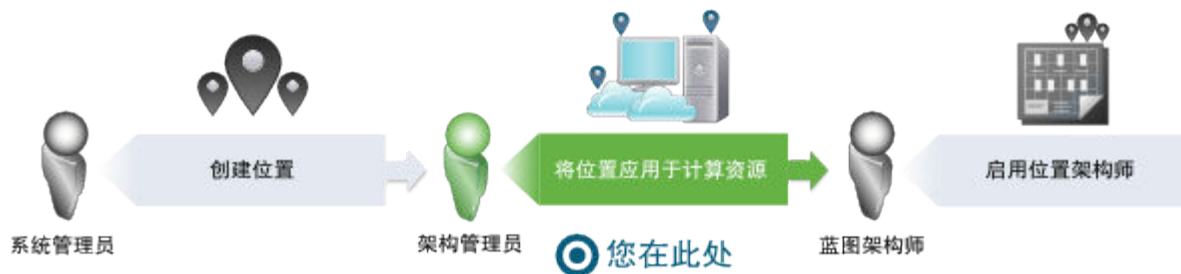 创建位置
将位置应用于计算资源
启用位置架构师
系统管理员
架构管理员
您在此处
蓝图架构师